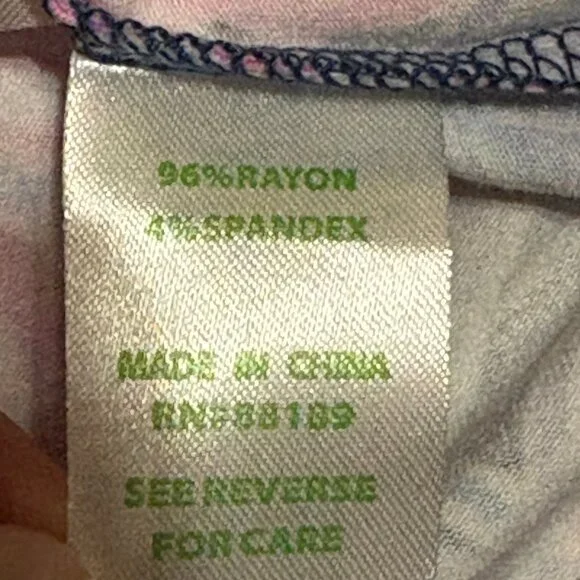 96%RAYON
4%SPANDEX
MADE IN CHINA
RN#88189
SEE REVERSE
FOR CARE